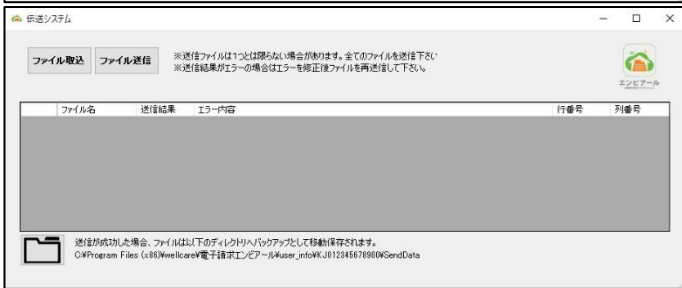 伝送システム
ファイル取込 ファイル送信
※送信ファイルは1つとは限らない場合があります。全てのファイルを送信下さい
※送信結果がエラーの場合はエラーを修正後ファイルを再送信して下さい。
エンビアール
ファイル名 送信結果 エラー内容 行番号 列番号
送信が成功した場合、ファイルは以下のディレクトリへバックアップとして移動保存されます。
C:¥Program Files (x86)¥wellcare¥電子請求エンビアール¥user_info¥KJ012345678900¥SendData